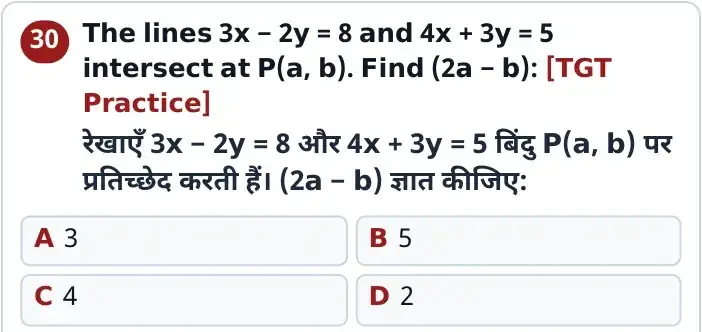 30 The lines 3x − 2y = 8 and 4x + 3y = 5
intersect at P(a, b). Find (2a − b): [TGT
Practice]
रेखाएँ 3x − 2y = 8 और 4x + 3y = 5 बिंदु P(a, b) पर
प्रतिच्छेद करती हैं। (2a − b) ज्ञात कीजिए:
A 3
B 5
C 4
D 2